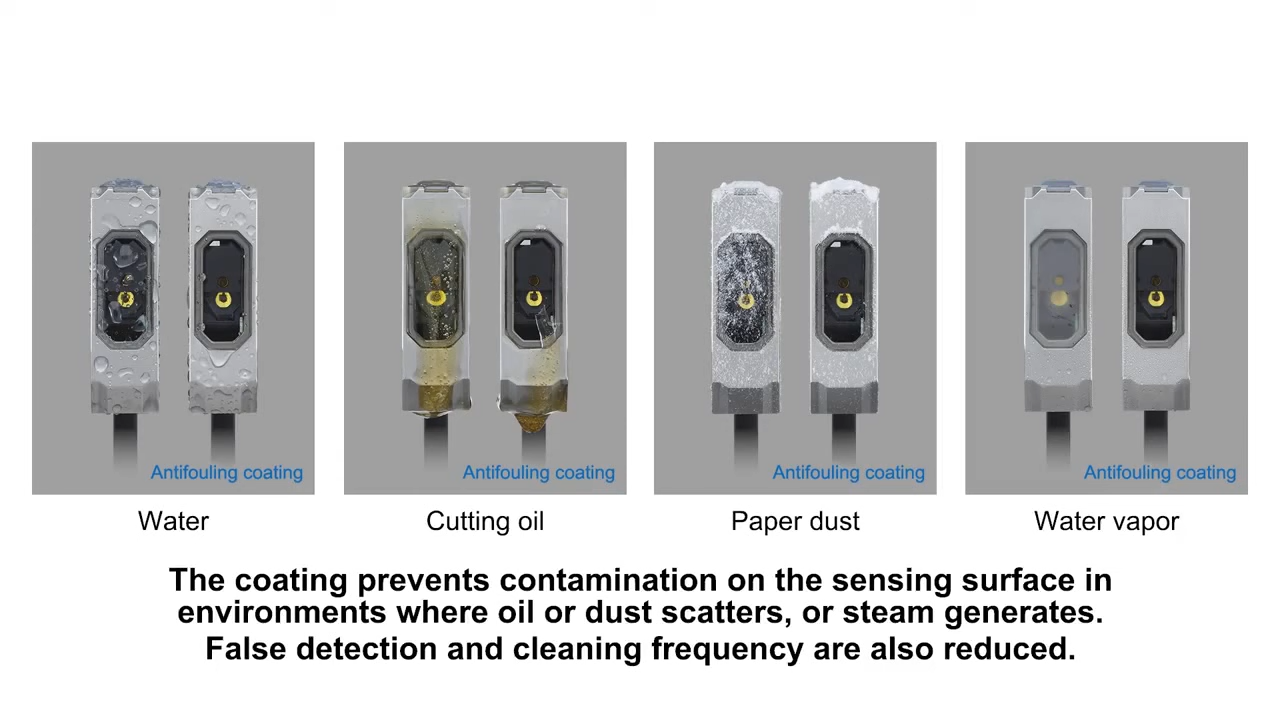 Antifouling coating
Antifouling coating
Antifouling coating
Antifouling coating
Water
Cutting oil
Paper dust
Water vapor
The coating prevents contamination on the sensing surface in
environments where oil or dust scatters, or steam generates.
False detection and cleaning frequency are also reduced.